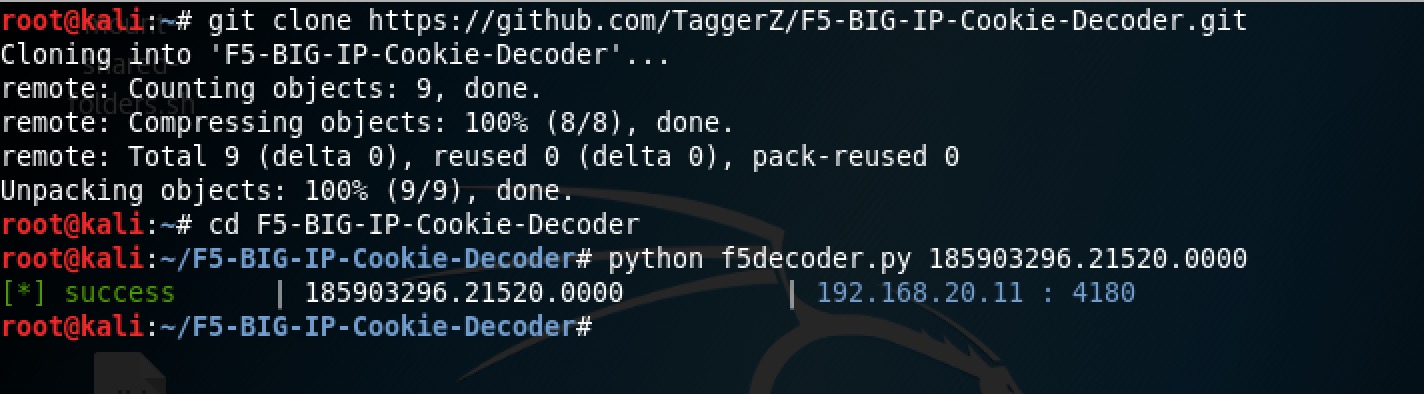 root@kali:~# git clone https://github.com/TaggerZ/F5-BIG-IP-Cookie-Decoder.git
Cloning into 'F5-BIG-IP-Cookie-Decoder'...
remote: Counting objects: 9, done.
remote: Compressing objects: 100% (8/8), done.
remote: Total 9 (delta 0), reused 0 (delta 0), pack-reused 0
Unpacking objects: 100% (9/9), done.
root@kali:~# cd F5-BIG-IP-Cookie-Decoder
root@kali:~/F5-BIG-IP-Cookie-Decoder# python f5decoder.py 185903296.21520.0000
[*] success | 185903296.21520.0000 | 192.168.20.11 : 4180
root@kali:~/F5-BIG-IP-Cookie-Decoder#
shared
folders.sh